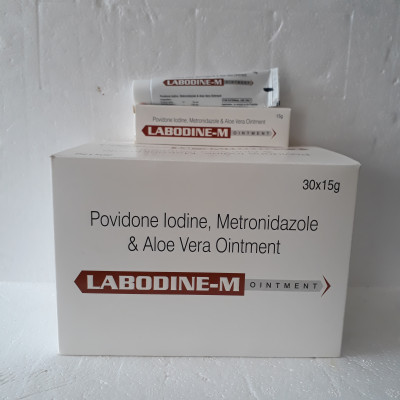 LABODINE-M OINTMENT
Povidone Iodine, Metronidazole & Aloe Vera Ointment
15g
LABODINE-M OINTMENT
30x15g
Povidone Iodine, Metronidazole
& Aloe Vera Ointment
LABODINE-M OINTMENT